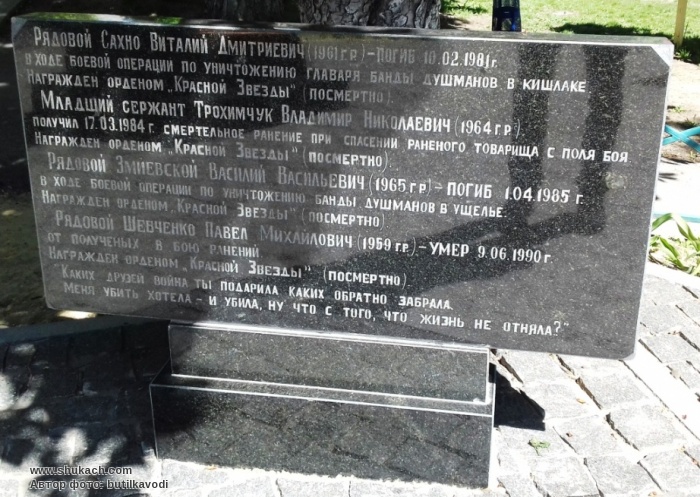 Рядовой Сахно Виталий Дмитриевич (1961 г.р) – погиб 10.02.1981г.
в ходе боевой операции по уничтожению главаря банды душманов в кишлаке
награжден орденом „Красной Звезды" (посмертно)
Младший сержант Трохимчук Владимир Николаевич (1964 г.р)
получил 17.03.1984 г. смертельное ранение при спасении раненого товарища с поля боя
Награжден орденом „Красной Звезды" (посмертно)
Рядовой Змиевской Василий Васильевич (1965 г.р) – погиб 1.04.1985 г.
в ходе боевой операции по уничтожению банды душманов в ущелье.
Награжден орденом „Красной Звезды" (посмертно)
Рядовой Шевченко Павел Михайлович (1959 г.р.) – умер 9.06.1990г.
от полученых в бою ранений
Награжден орденом „Красной Звезды" (посмертно)
"Каких друзей война ты подарила каких обратно забрала.
Меня убить хотела – и убила, ну что с того, что жизнь не отняла?"
www.shukach.com
Автор фото: butilkavodi